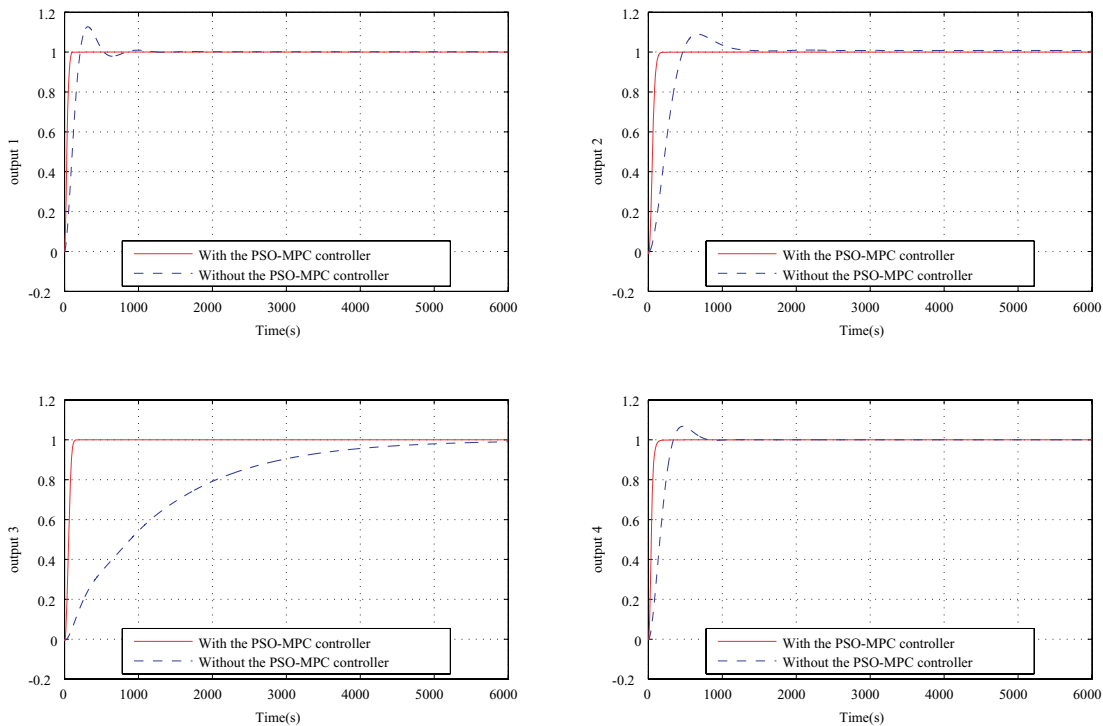 1.2
1
0.8
0.6
0.4
0.2
0
-0.2
output 1
With the PSO-MPC controller
Without the PSO-MPC controller
0 1000 2000 3000 4000 5000 6000
Time(s)
1.2
1
0.8
0.6
0.4
0.2
0
-0.2
output 2
With the PSO-MPC controller
Without the PSO-MPC controller
0 1000 2000 3000 4000 5000 6000
Time(s)
1.2
1
0.8
0.6
0.4
0.2
0
-0.2
output 3
With the PSO-MPC controller
Without the PSO-MPC controller
0 1000 2000 3000 4000 5000 6000
Time(s)
1.2
1
0.8
0.6
0.4
0.2
0
-0.2
output 4
With the PSO-MPC controller
Without the PSO-MPC controller
0 1000 2000 3000 4000 5000 6000
Time(s)